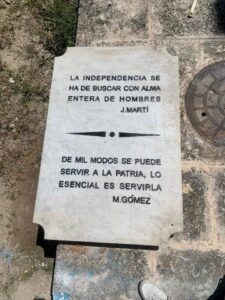 LA INDEPENDENCIA SE
HA DE BUSCAR CON ALMA
ENTERA DE HOMBRES
J.MARTÍ
DE MIL MODOS SE PUEDE
SERVIR A LA PATRIA, LO
ESENCIAL ES SERVIRLA
M.GÓMEZ